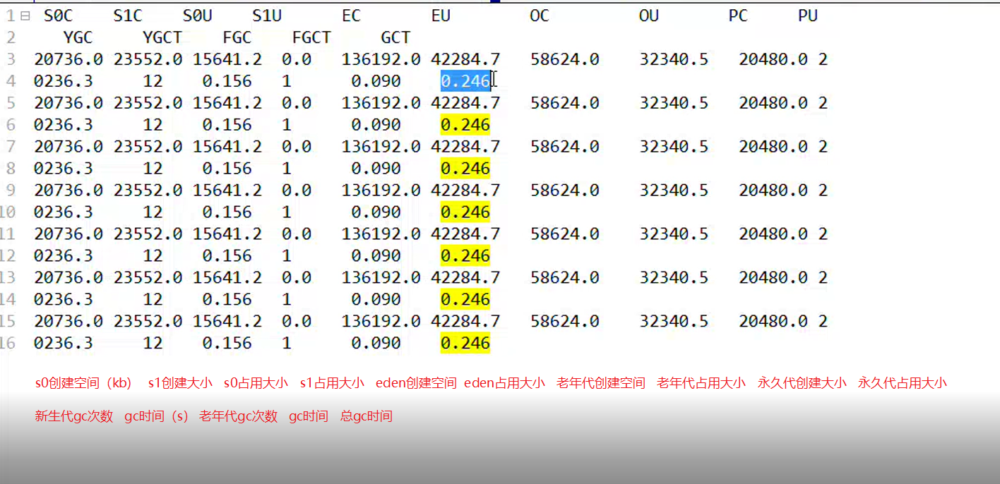 1 S0C S1C S0U S1U EC EU OC OU PC PU
2 YGC YGCT FGC FGCT GCT
3 20736.0 23552.0 15641.2 0.0 136192.0 42284.7 58624.0 32340.5 20480.0 2
4 0236.3 12 0.156 1 0.090 0.246
5 20736.0 23552.0 15641.2 0.0 136192.0 42284.7 58624.0 32340.5 20480.0 2
6 0236.3 12 0.156 1 0.090 0.246
7 20736.0 23552.0 15641.2 0.0 136192.0 42284.7 58624.0 32340.5 20480.0 2
8 0236.3 12 0.156 1 0.090 0.246
9 20736.0 23552.0 15641.2 0.0 136192.0 42284.7 58624.0 32340.5 20480.0 2
10 0236.3 12 0.156 1 0.090 0.246
11 20736.0 23552.0 15641.2 0.0 136192.0 42284.7 58624.0 32340.5 20480.0 2
12 0236.3 12 0.156 1 0.090 0.246
13 20736.0 23552.0 15641.2 0.0 136192.0 42284.7 58624.0 32340.5 20480.0 2
14 0236.3 12 0.156 1 0.090 0.246
15 20736.0 23552.0 15641.2 0.0 136192.0 42284.7 58624.0 32340.5 20480.0 2
16 0236.3 12 0.156 1 0.090 0.246
s0创建空间（kb） s1创建大小 s0占用大小 s1占用大小 eden创建空间 eden占用大小 老年代创建空间 老年代占用大小 永久代创建大小 永久代占用大小
新生代gc次数 gc时间（s） 老年代gc次数 gc时间 总gc时间